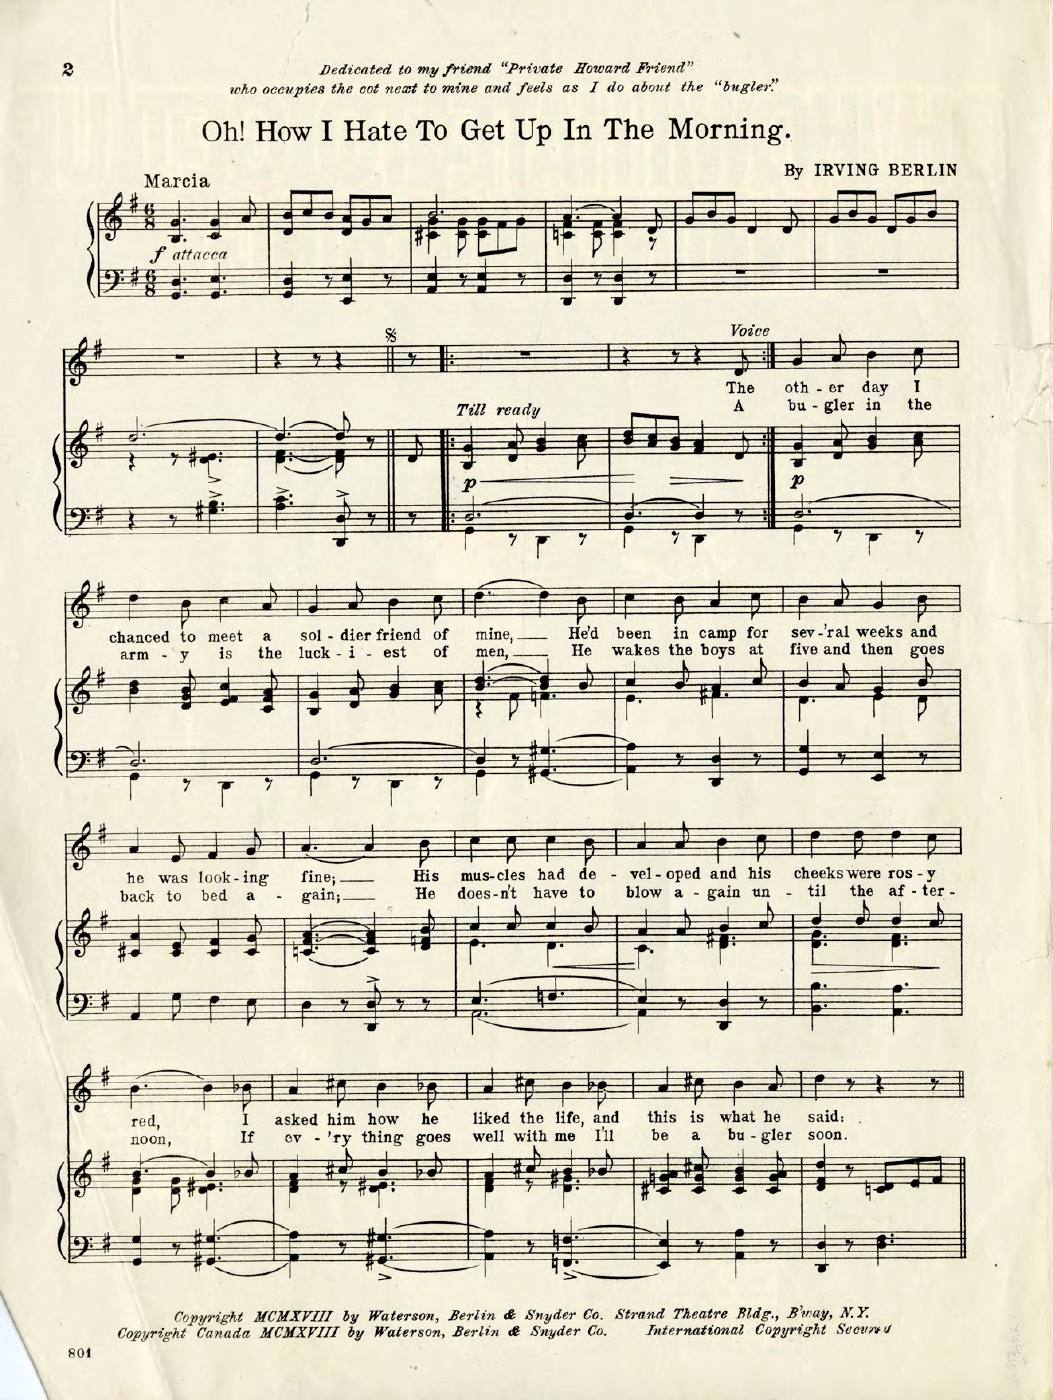 2
Dedicated to my friend "Private Howard Friend"
who occupies the cot next to mine and feels as I do about the "bugler."
Oh! How I Hate To Get Up In The Morning.
By IRVING BERLIN
Marcia
f attacca
Voice
The oth - er day I
A bu - gler in the
Till ready
p
p
chanced to meet a sol - dier friend of mine, He'd been in camp for sev-'ral weeks and
arm - y is the luck - i - est of men, He wakes the boys at five and then goes
he was look - ing fine; His mus - cles had de - vel - oped and his cheeks were ros - y
back to bed a - gain; He does - n't have to blow a - gain un - til the af - ter -
red, I asked him how he liked the life, and this is what he said:
noon, If ev - 'ry thing goes well with me I'll be a bu - gler soon.
Copyright MCMXVIII by Waterson, Berlin & Snyder Co. Strand Theatre Bldg., B'way, N.Y.
Copyright Canada MCMXVIII by Waterson, Berlin & Snyder Co. International Copyright Secured
801